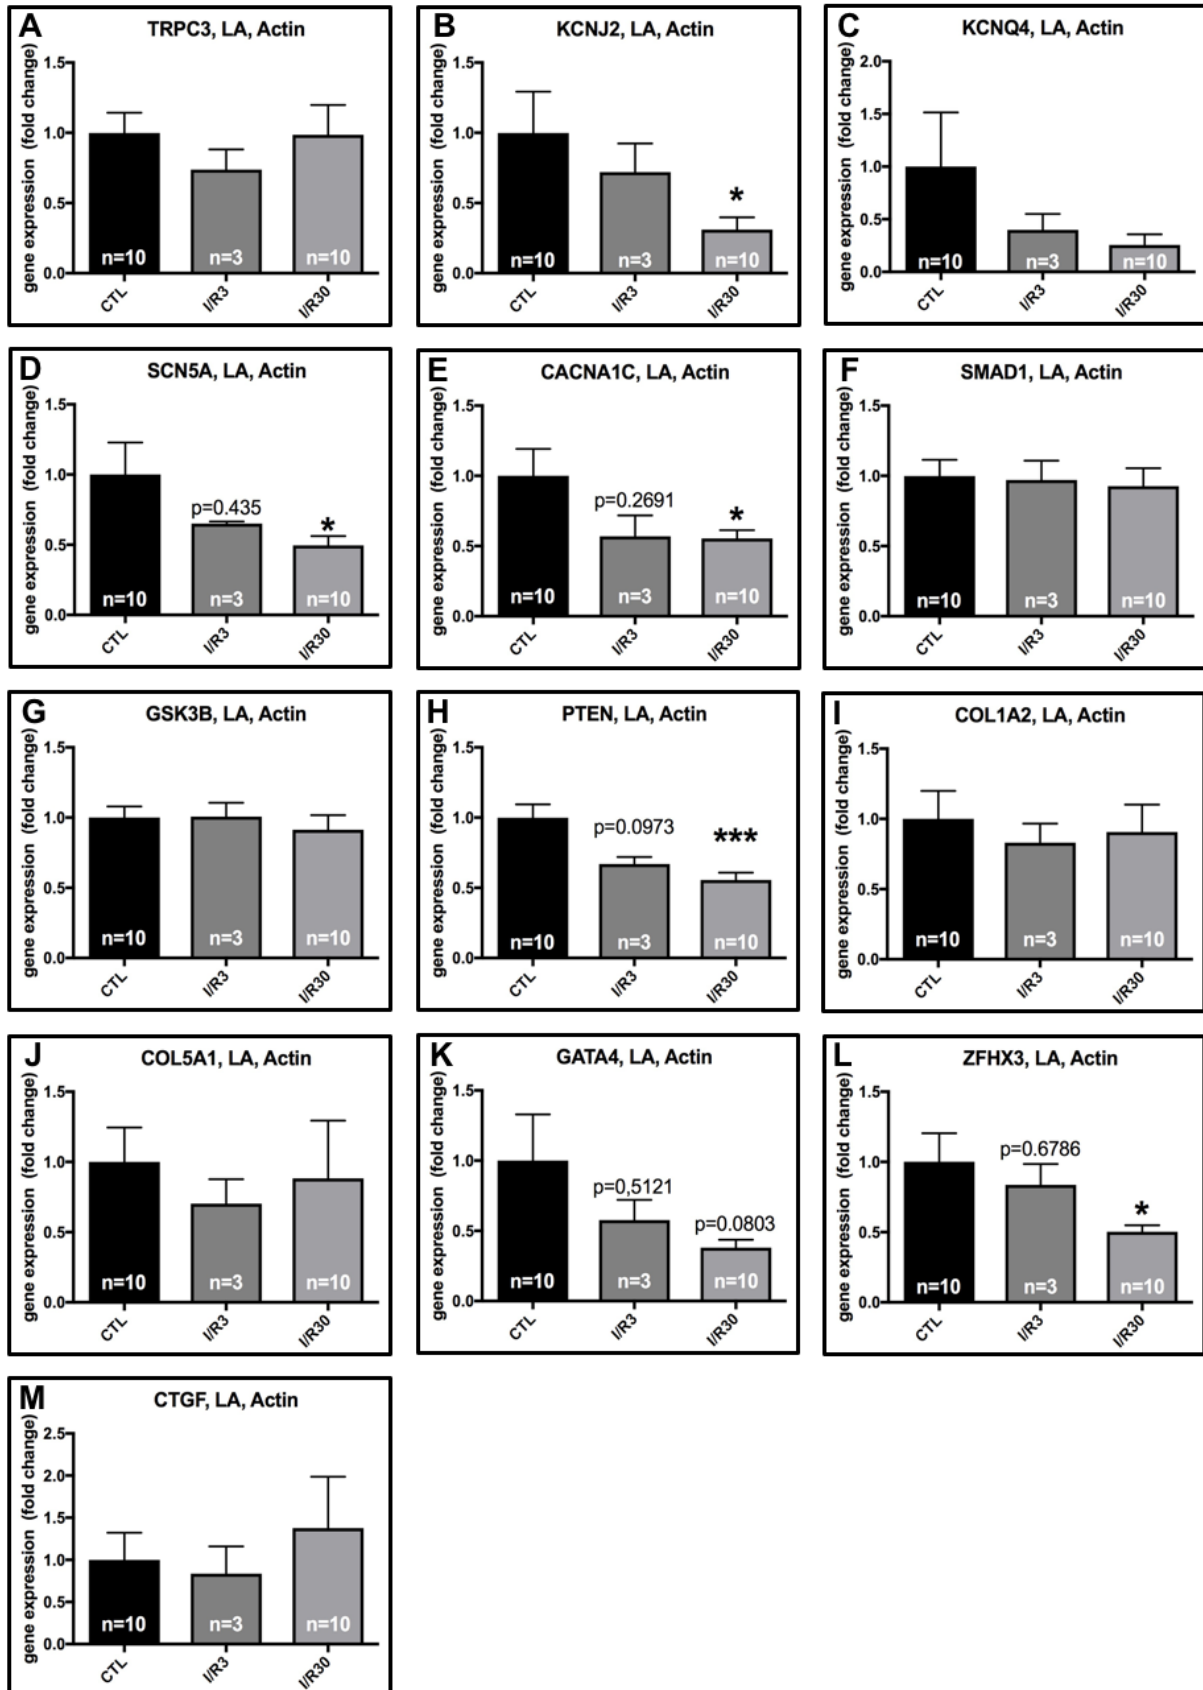 A
TRPC3, LA, Actin
gene expression (fold change)
1.5
1.0
0.5
0.0
n=10
n=3
n=10
CTL
I/R3
I/R30
B
KCNJ2, LA, Actin
gene expression (fold change)
1.5
1.0
0.5
0.0
*
n=10
n=3
n=10
CTL
I/R3
I/R30
C
KCNQ4, LA, Actin
gene expression (fold change)
2.0
1.5
1.0
0.5
0.0
n=10
n=3
n=10
CTL
I/R3
I/R30
D
SCN5A, LA, Actin
gene expression (fold change)
1.5
1.0
0.5
0.0
p=0.435
*
n=10
n=3
n=10
CTL
I/R3
I/R30
E
CACNA1C, LA, Actin
gene expression (fold change)
1.5
1.0
0.5
0.0
p=0.2691
*
n=10
n=3
n=10
CTL
I/R3
I/R30
F
SMAD1, LA, Actin
gene expression (fold change)
1.5
1.0
0.5
0.0
n=10
n=3
n=10
CTL
I/R3
I/R30
G
GSK3B, LA, Actin
gene expression (fold change)
1.5
1.0
0.5
0.0
n=10
n=3
n=10
CTL
I/R3
I/R30
H
PTEN, LA, Actin
gene expression (fold change)
1.5
1.0
0.5
0.0
p=0.0973
***
n=10
n=3
n=10
CTL
I/R3
I/R30
I
COL1A2, LA, Actin
gene expression (fold change)
1.5
1.0
0.5
0.0
n=10
n=3
n=10
CTL
I/R3
I/R30
J
COL5A1, LA, Actin
gene expression (fold change)
1.5
1.0
0.5
0.0
n=10
n=3
n=10
CTL
I/R3
I/R30
K
GATA4, LA, Actin
gene expression (fold change)
1.5
1.0
0.5
0.0
p=0,5121
p=0.0803
n=10
n=3
n=10
CTL
I/R3
I/R30
L
ZFHX3, LA, Actin
gene expression (fold change)
1.5
1.0
0.5
0.0
p=0.6786
*
n=10
n=3
n=10
CTL
I/R3
I/R30
M
CTGF, LA, Actin
gene expression (fold change)
2.5
2.0
1.5
1.0
0.5
0.0
n=10
n=3
n=10
CTL
I/R3
I/R30